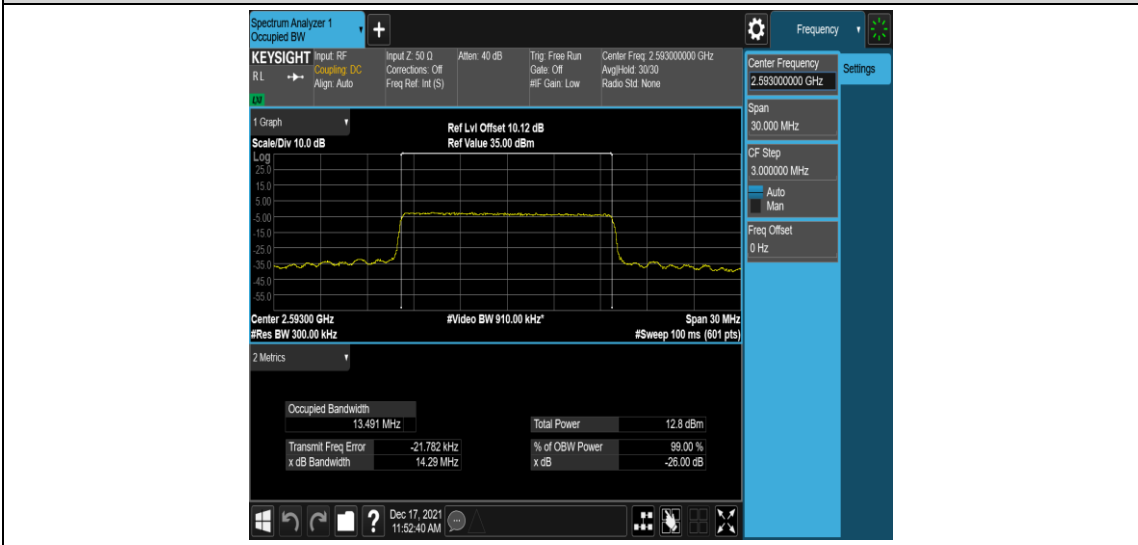 Spectrum Analyzer 1
Occupied BW
+
Frequency
KEYSIGHT
R L
LXI
Input: RF
Coupling: DC
Align: Auto
Input Z: 50 Ω
Corrections: Off
Freq Ref: Int (S)
Atten: 40 dB
Trig: Free Run
Gate: Off
#IF Gain: Low
Center Freq: 2.593000000 GHz
Avg|Hold: 30/30
Radio Std: None
Center Frequency
2.593000000 GHz
Settings
Span
30.000 MHz
CF Step
3.000000 MHz
Auto
Man
Freq Offset
0 Hz
1 Graph
Scale/Div 10.0 dB
Ref Lvl Offset 10.12 dB
Ref Value 35.00 dBm
Log
25.0
15.0
5.00
-5.00
-15.0
-25.0
-35.0
-45.0
-55.0
Center 2.59300 GHz
#Video BW 910.00 kHz*
Span 30 MHz
#Res BW 300.00 kHz
#Sweep 100 ms (601 pts)
2 Metrics
Occupied Bandwidth
13.491 MHz
Total Power 12.8 dBm
Transmit Freq Error -21.782 kHz
% of OBW Power 99.00 %
x dB Bandwidth 14.29 MHz
x dB -26.00 dB
?
Dec 17, 2021
11:52:40 AM